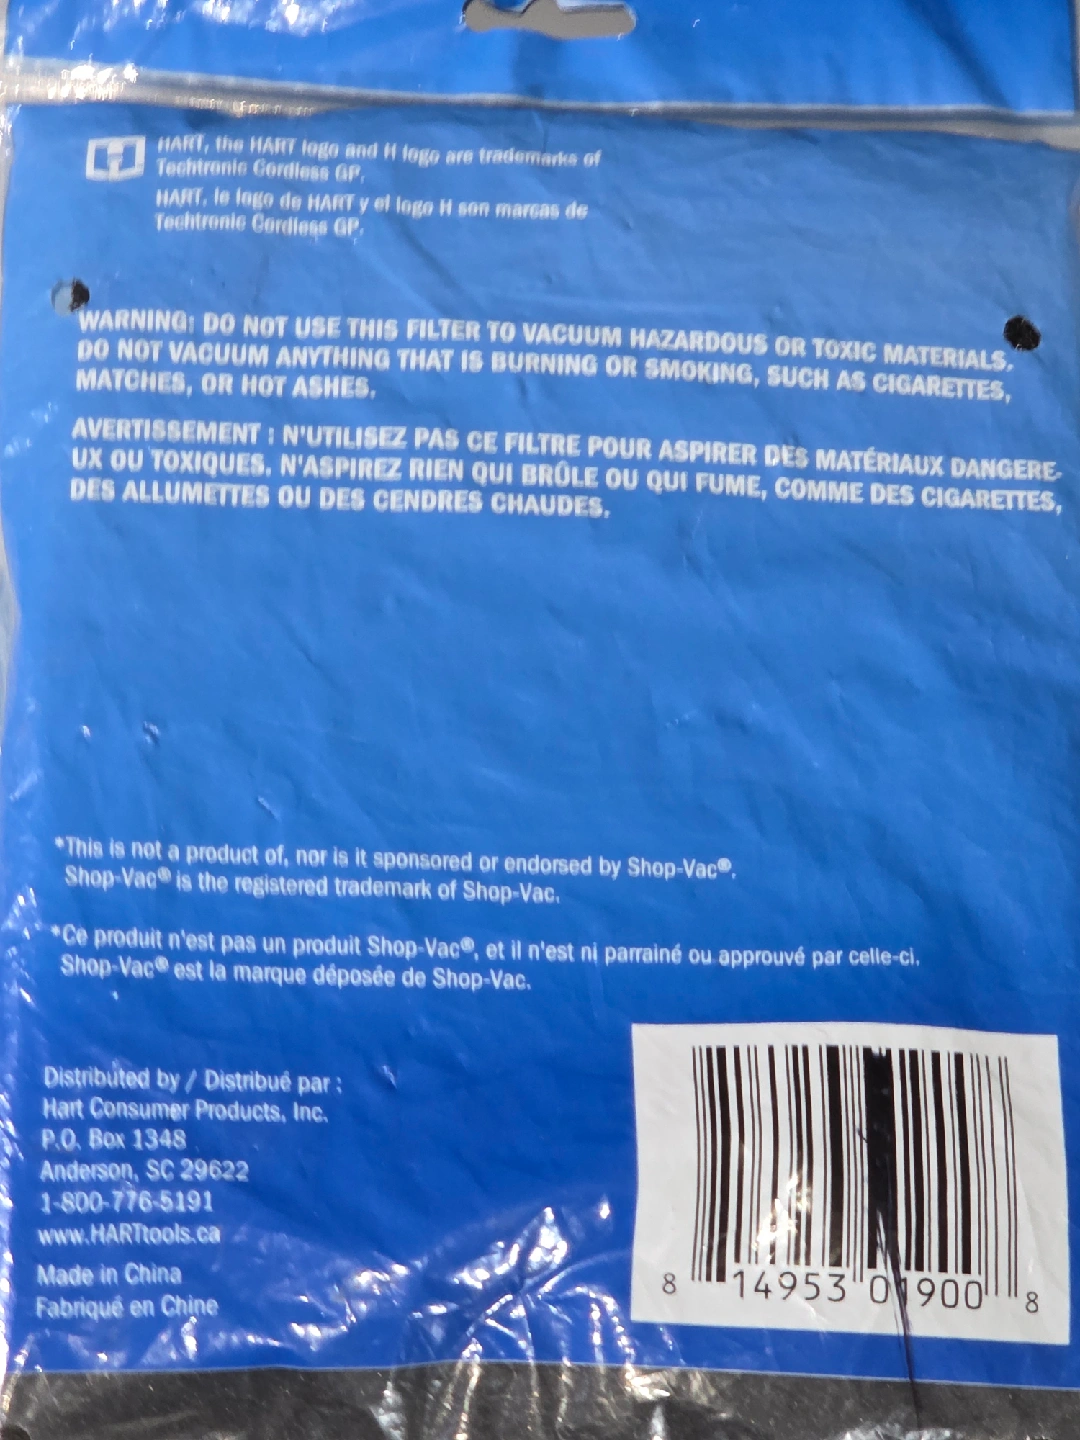 HART, the HART logo and H logo are trademarks of
Techtronic Cordless GP.
HART, le logo de HART y el logo H son marcas de
Techtronic Cordless GP.
WARNING: DO NOT USE THIS FILTER TO VACUUM HAZARDOUS OR TOXIC MATERIALS.
DO NOT VACUUM ANYTHING THAT IS BURNING OR SMOKING, SUCH AS CIGARETTES,
MATCHES, OR HOT ASHES.
AVERTISSEMENT : N'UTILISEZ PAS CE FILTRE POUR ASPIRER DES MATÉRIAUX DANGERE-
UX OU TOXIQUES. N'ASPIREZ RIEN QUI BRÛLE OU QUI FUME, COMME DES CIGARETTES,
DES ALLUMETTES OU DES CENDRES CHAUDES.
*This is not a product of, nor is it sponsored or endorsed by Shop-Vac®.
Shop-Vac® is the registered trademark of Shop-Vac.
*Ce produit n'est pas un produit Shop-Vac®, et il n'est ni parrainé ou approuvé par celle-ci.
Shop-Vac® est la marque déposée de Shop-Vac.
Distributed by / Distribué par :
Hart Consumer Products, Inc.
P.O. Box 1348
Anderson, SC 29622
1-800-776-5191
www.HARTtools.ca
Made in China
Fabriqué en Chine
8 14953 01900 8